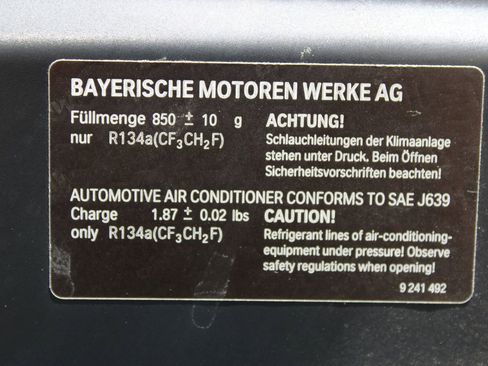 BAYERISCHE MOTOREN WERKE AG
Füllmenge 850 ± 10 g
nur R134a(CF₃CH₂F)
ACHTUNG!
Schlauchleitungen der Klimaanlage
stehen unter Druck. Beim Öffnen
Sicherheitsvorschriften beachten!
AUTOMOTIVE AIR CONDITIONER CONFORMS TO SAE J639
Charge 1.87 ± 0.02 lbs
only R134a(CF₃CH₂F)
CAUTION!
Refrigerant lines of air-conditioning-
equipment under pressure! Observe
safety regulations when opening!
9 241 492